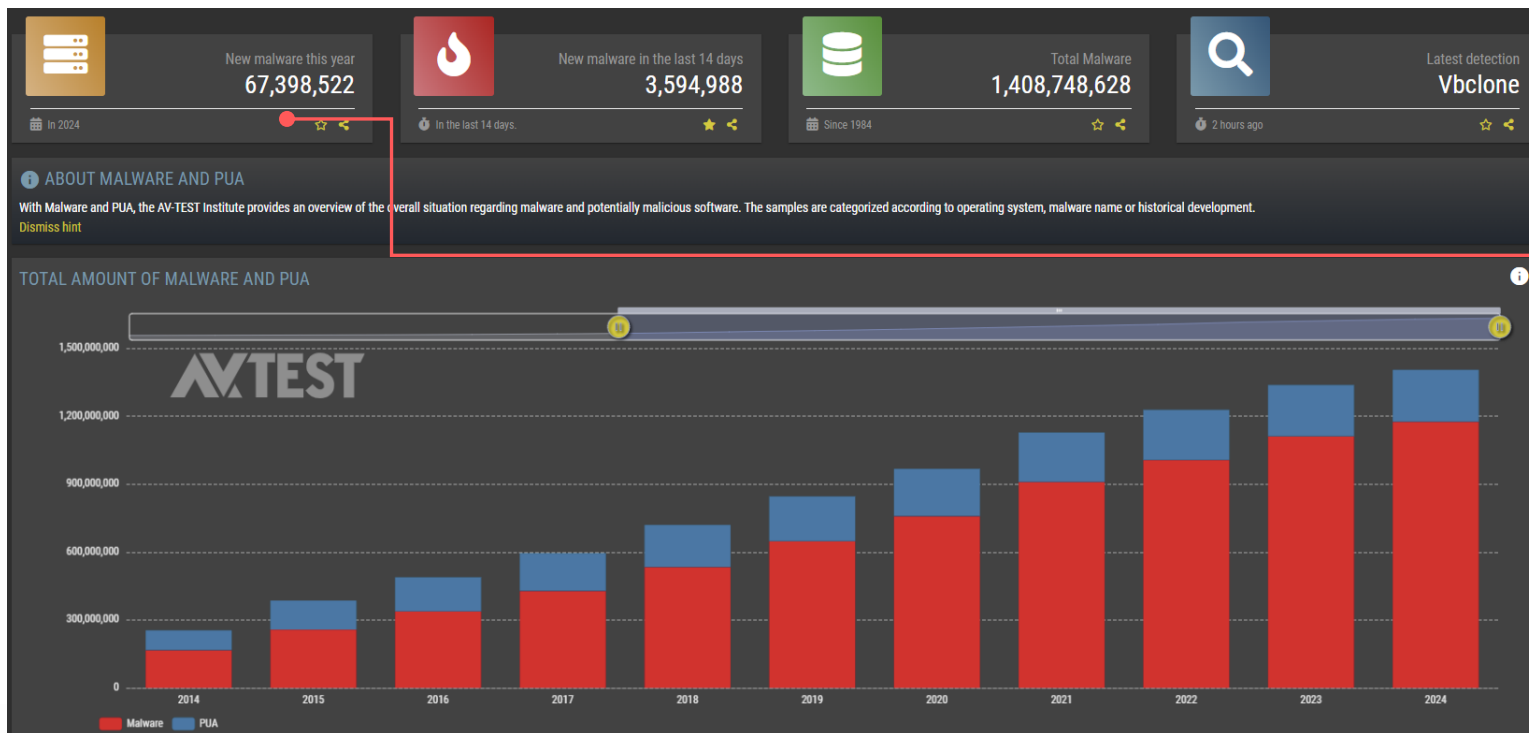 New malware this year
67,398,522
In 2024
New malware in the last 14 days
3,594,988
In the last 14 days.
Total Malware
1,408,748,628
Since 1984
Latest detection
Vbclone
2 hours ago
ABOUT MALWARE AND PUA
With Malware and PUA, the AV-TEST Institute provides an overview of the overall situation regarding malware and potentially malicious software. The samples are categorized according to operating system, malware name or historical development.
Dismiss hint
TOTAL AMOUNT OF MALWARE AND PUA
AVTEST
1,500,000,000
1,200,000,000
900,000,000
600,000,000
300,000,000
0
2014 2015 2016 2017 2018 2019 2020 2021 2022 2023 2024
Malware PUA